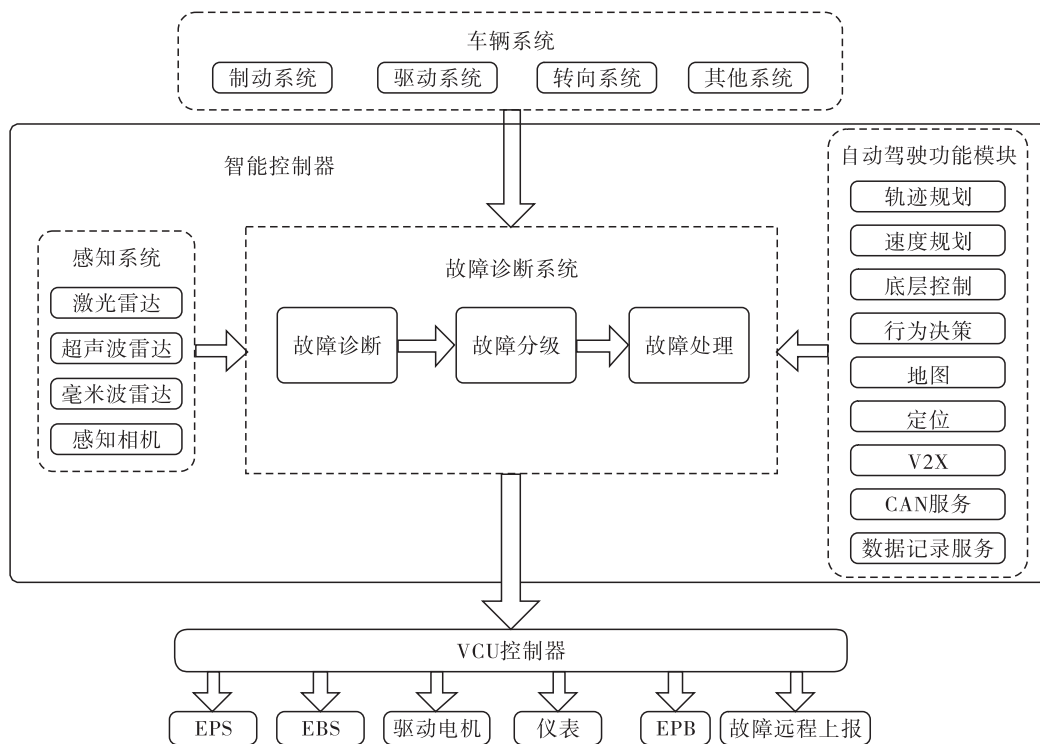 车辆系统
制动系统
驱动系统
转向系统
其他系统
智能控制器
感知系统
激光雷达
超声波雷达
毫米波雷达
感知相机
故障诊断系统
故障诊断
故障分级
故障处理
自动驾驶功能模块
轨迹规划
速度规划
底层控制
行为决策
地图
定位
V2X
CAN服务
数据记录服务
VCU控制器
EPS
EBS
驱动电机
仪表
EPB
故障远程上报